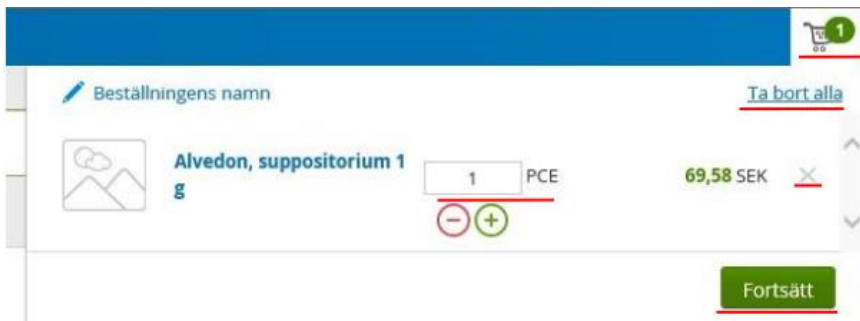 1
Beställningens namn
Ta bort alla
Alvedon, suppositorium 1
g
1 PCE
69,58 SEK
Fortsätt